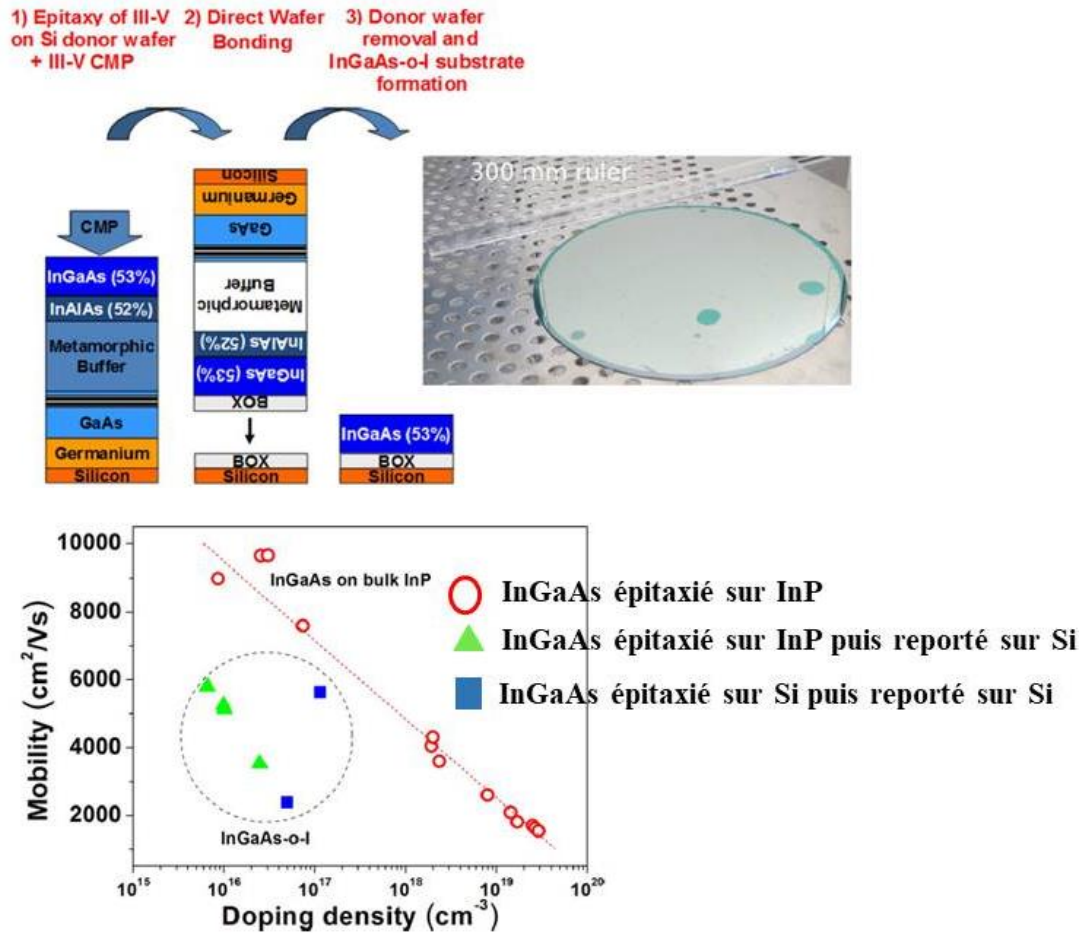 1) Epitaxy of III-V
on Si donor wafer
+ III-V CMP
2) Direct Wafer
Bonding
3) Donor wafer
removal and
InGaAs-o-I substrate
formation
CMP
InGaAs (53%)
InAlAs (52%)
Metamorphic
Buffer
GaAs
Germanium
Silicon
Silicon
Germanium
GaAs
Metamorphic
Buffer
InAlAs (52%)
InGaAs (53%)
BOX
BOX
Silicon
InGaAs (53%)
BOX
Silicon
300 mm ruler
Mobility (cm²/Vs)
10000
8000
6000
4000
2000
InGaAs on bulk InP
InGaAs-o-I
10¹⁵
10¹⁶
10¹⁷
10¹⁸
10¹⁹
10²⁰
Doping density (cm⁻³)
InGaAs épitaxié sur InP
InGaAs épitaxié sur InP puis reporté sur Si
InGaAs épitaxié sur Si puis reporté sur Si